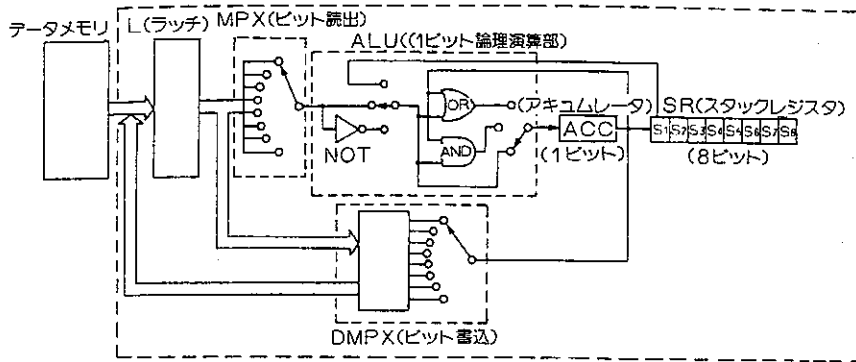 データメモリ
L(ラッチ)
MPX(ビット読出)
ALU((1ビット論理演算部)
OR
AND
NOT
(アキュムレータ)
ACC
(1ビット)
SR(スタックレジスタ)
S1 S2 S3 S4 S5 S6 S7 S8
(8ビット)
DMPX(ビット書込)